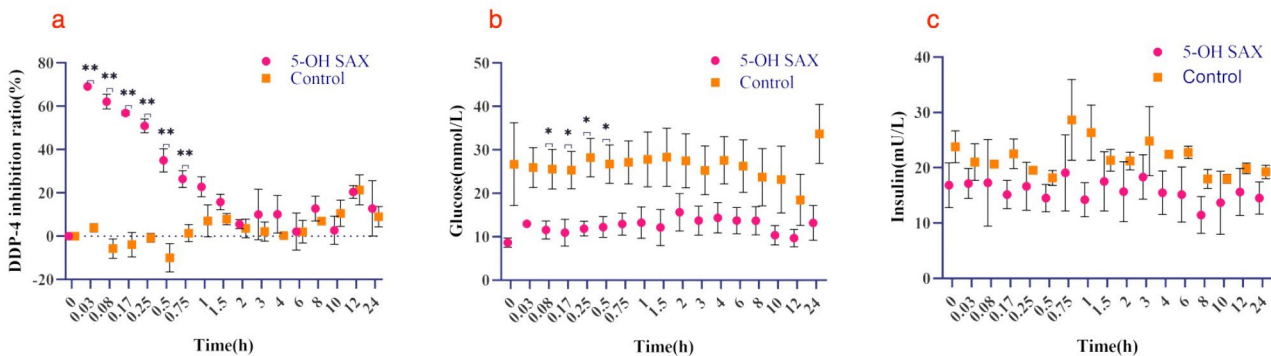 a
5-OH SAX
Control
DDP-4 inhibition ratio(%)
80
60
40
20
0
-20
** ** ** ** ** **
0 0.03 0.08 0.17 0.25 0.5 0.75 1 1.5 2 3 4 6 8 10 12 24
Time(h)
b
5-OH SAX
Control
Glucose(mmol/L)
50
40
30
20
10
0
* * * *
0 0.03 0.08 0.17 0.25 0.5 0.75 1 1.5 2 3 4 6 8 10 12 24
Time(h)
c
5-OH SAX
Control
Insulin(mU/L)
40
30
20
10
0
0 0.03 0.08 0.17 0.25 0.5 0.75 1 1.5 2 3 4 6 8 10 12 24
Time(h)